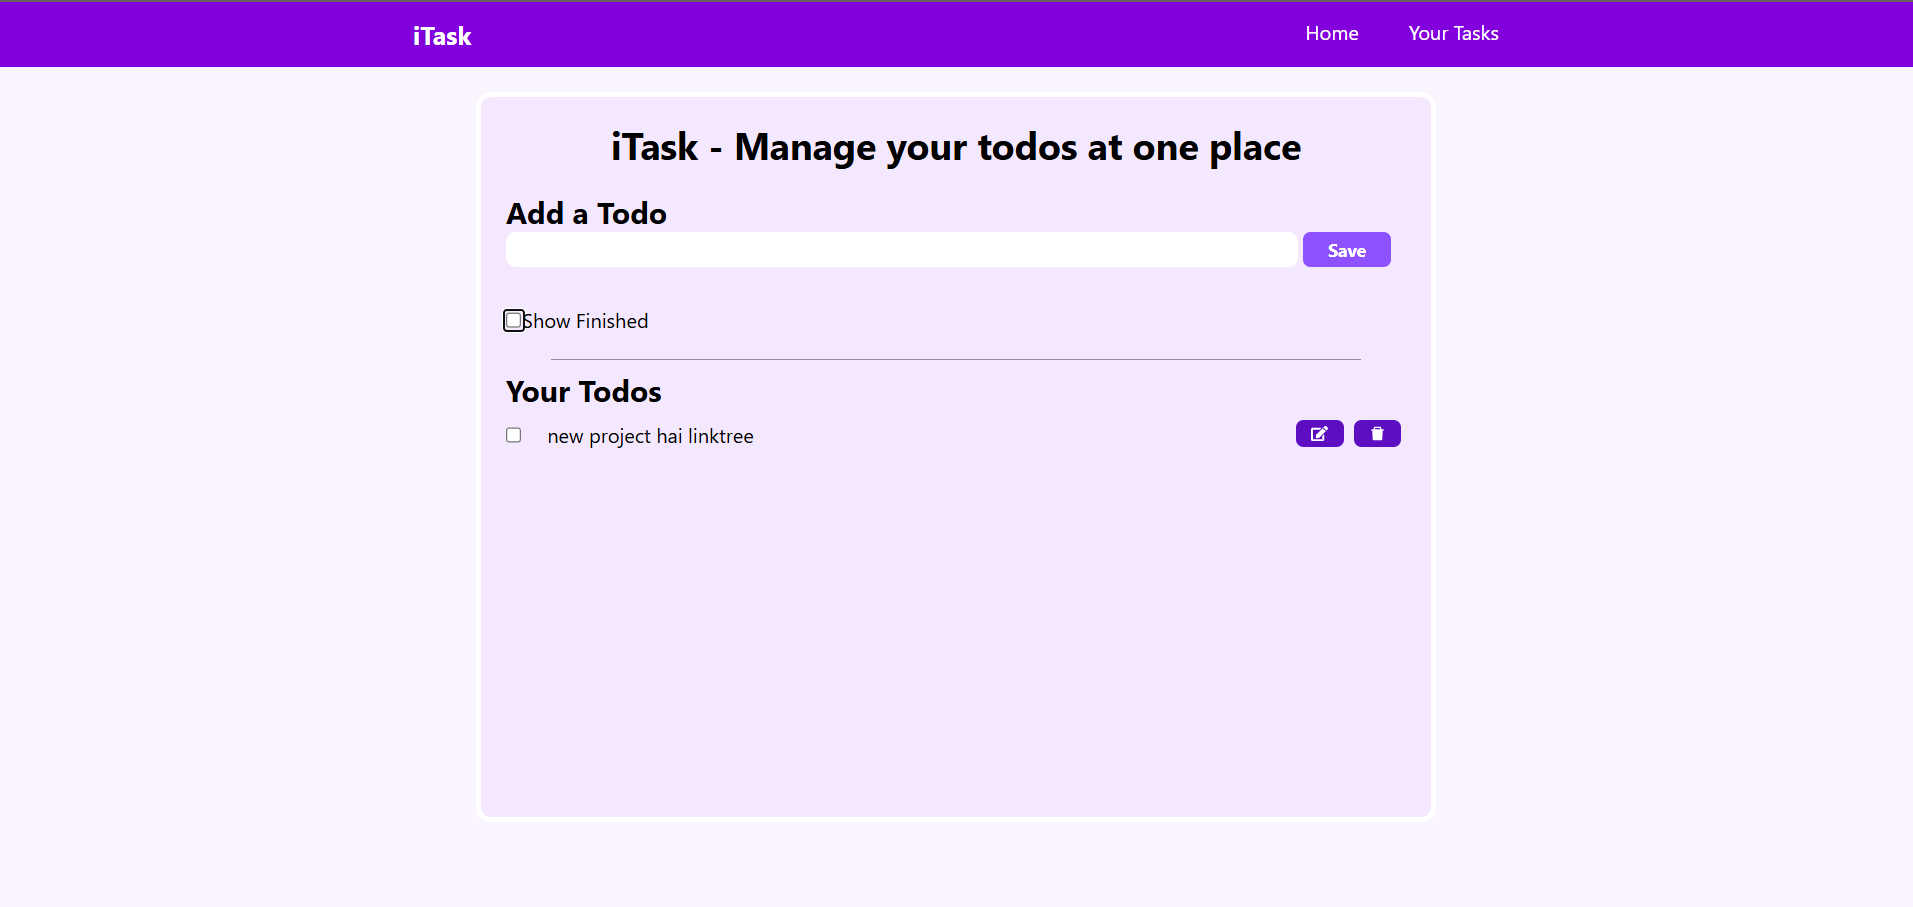 iTask
Home
Your Tasks
iTask - Manage your todos at one place
Add a Todo
Save
Show Finished
Your Todos
new project hai linktree